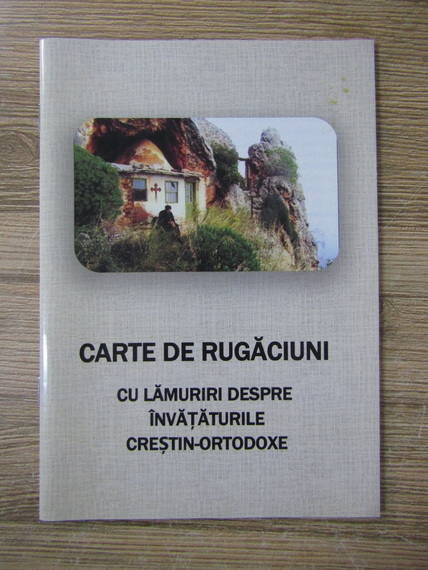 CARTE DE RUGĂCIUNI
CU LĂMURIRI DESPRE
ÎNVĂȚĂTURILE
CREȘTIN-ORTODOXE